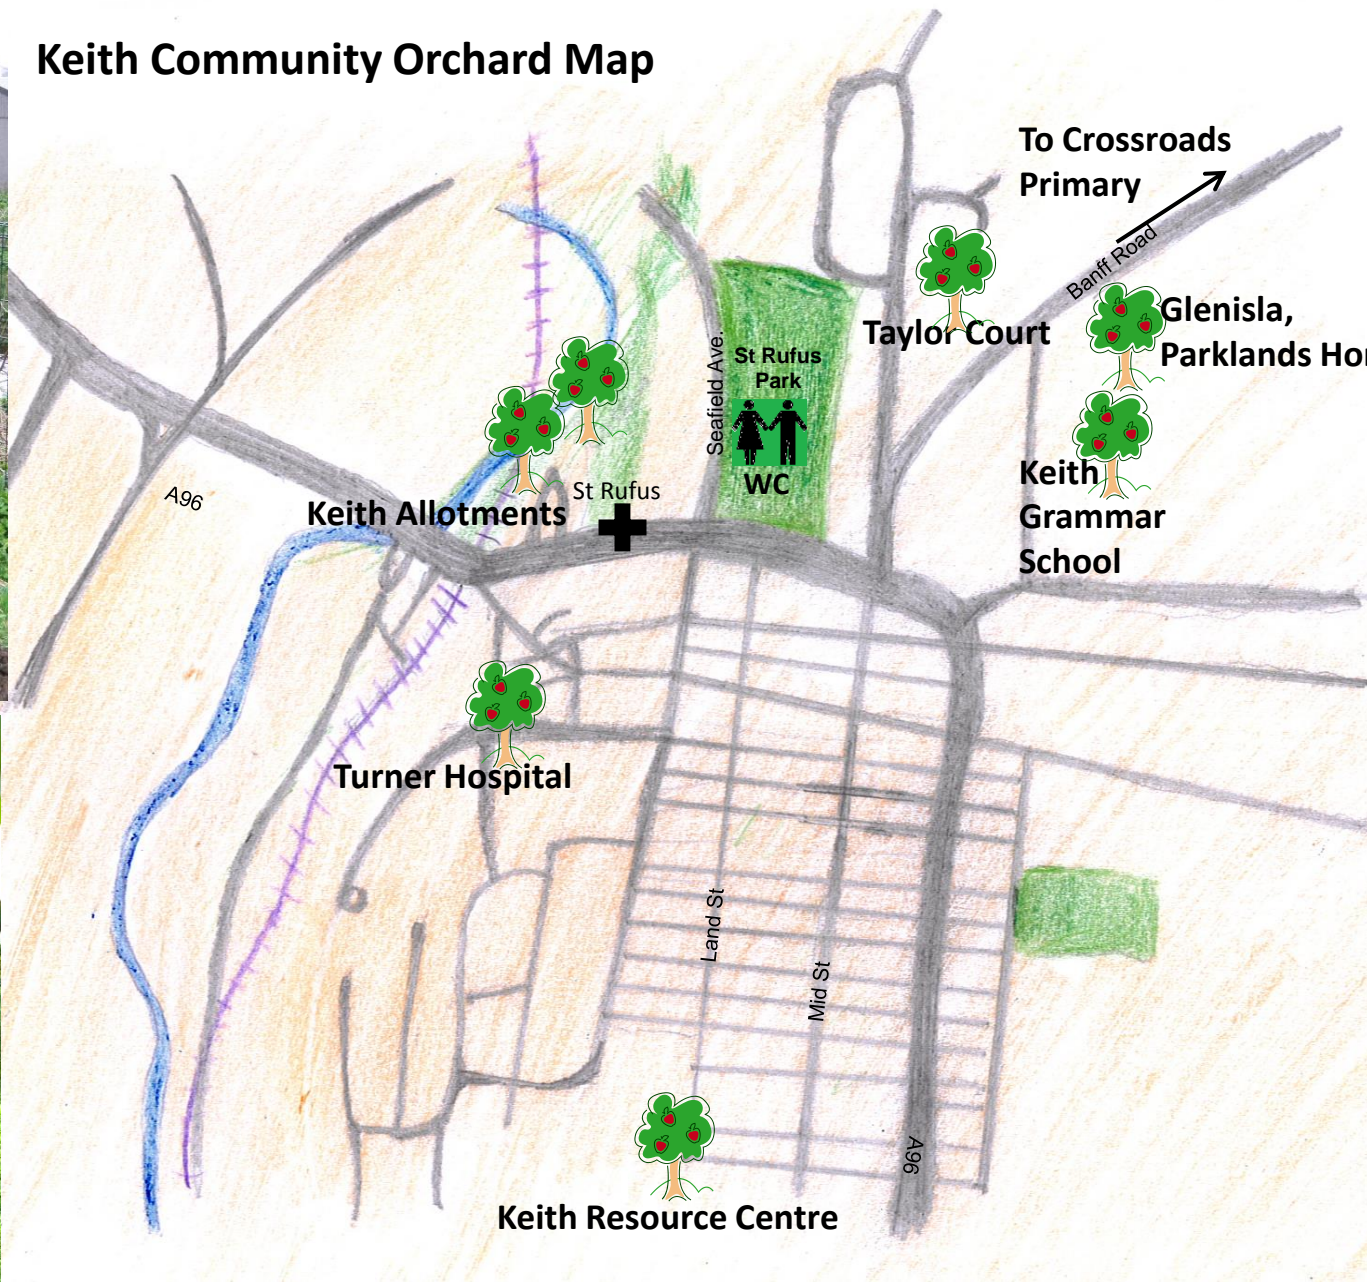 Keith Community Orchard Map
To Crossroads
Primary
Banff Road
Glenisla,
Parklands
Taylor Court
Seafield Ave.
St Rufus
Park
WC
Keith
Grammar
School
A96
Keith Allotments
St Rufus
Turner Hospital
Land St
Mid St
A96
Keith Resource Centre